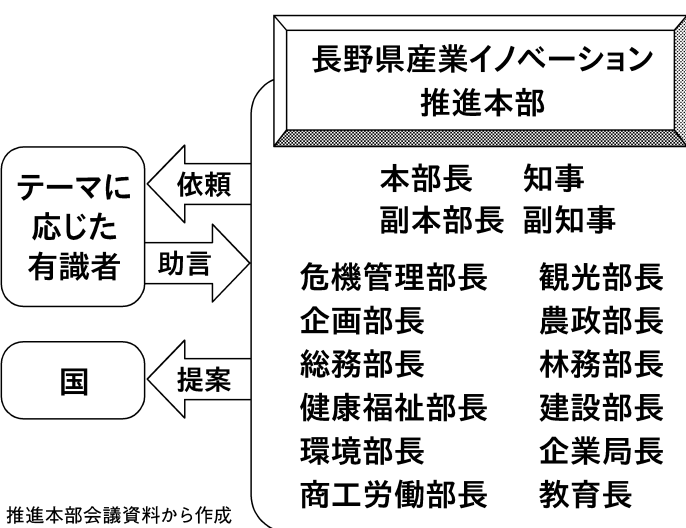 長野県産業イノベーション
推進本部
本部長 知事
副本部長 副知事
危機管理部長 観光部長
企画部長 農政部長
総務部長 林務部長
健康福祉部長 建設部長
環境部長 企業局長
商工労働部長 教育長
テーマに
応じた
有識者
依頼
助言
国
提案
推進本部会議資料から作成